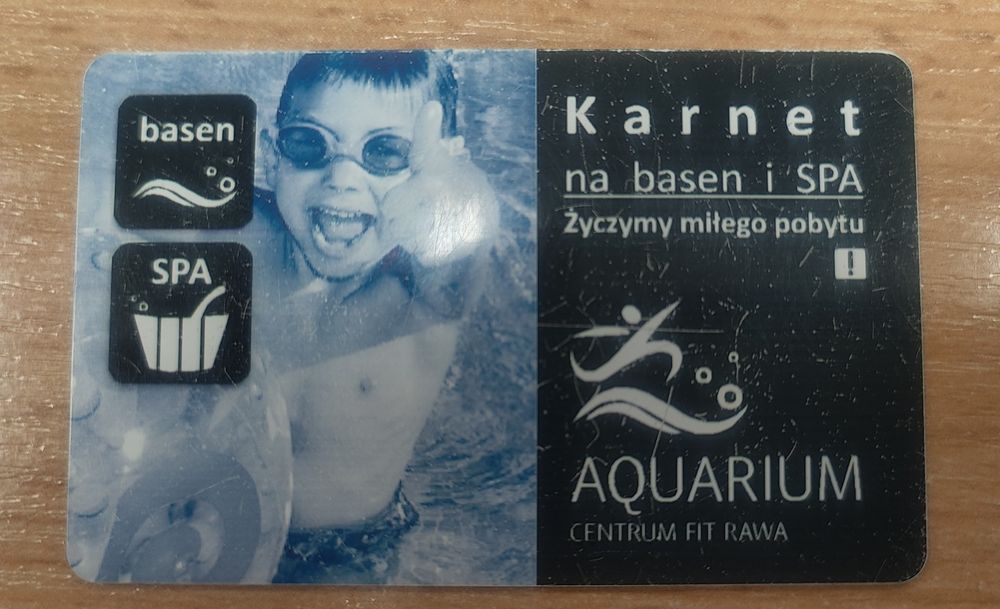 basen
SPA
Karnet
na basen i SPA
Życzymy miłego pobytu
!
AQUARIUM
CENTRUM FIT RAWA